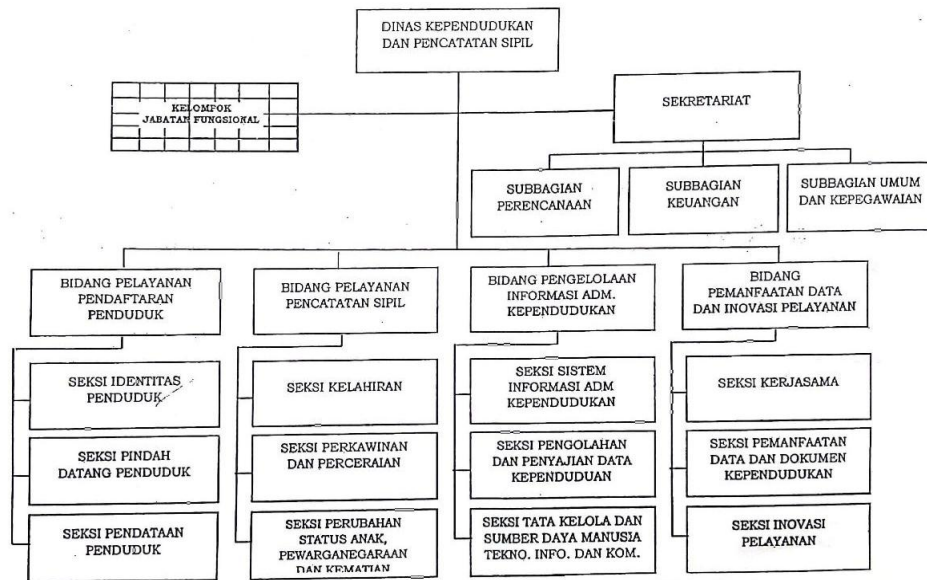 DINAS KEPENDUDUKAN
DAN PENCATATAN SIPIL
KELOMPOK
JABATAN FUNGSIONAL
SEKRETARIAT
SUBBAGIAN
PERENCANAAN
SUBBAGIAN
KEUANGAN
SUBBAGIAN UMUM
DAN KEPEGAWAIAN
BIDANG PELAYANAN
PENDAFTARAN
PENDUDUK
BIDANG PELAYANAN
PENCATATAN SIPIL
BIDANG PENGELOLAAN
INFORMASI ADM.
KEPENDUDUKAN
BIDANG
PEMANFAATAN DATA
DAN INOVASI PELAYANAN
SEKSI IDENTITAS
PENDUDUK
SEKSI KELAHIRAN
SEKSI SISTEM
INFORMASI ADM
KEPENDUDUKAN
SEKSI KERJASAMA
SEKSI PINDAH
DATANG PENDUDUK
SEKSI PERKAWINAN
DAN PERCERAIAN
SEKSI PENGOLAHAN
DAN PENYAJIAN DATA
KEPENDUDUAN
SEKSI PEMANFAATAN
DATA DAN DOKUMEN
KEPENDUDUKAN
SEKSI PENDATAAN
PENDUDUK
SEKSI PERUBAHAN
STATUS ANAK,
PEWARGANEGARAAN
DAN KEMATIAN
SEKSI TATA KELOLA DAN
SUMBER DAYA MANUSIA
TEKNO. INFO. DAN KOM.
SEKSI INOVASI
PELAYANAN